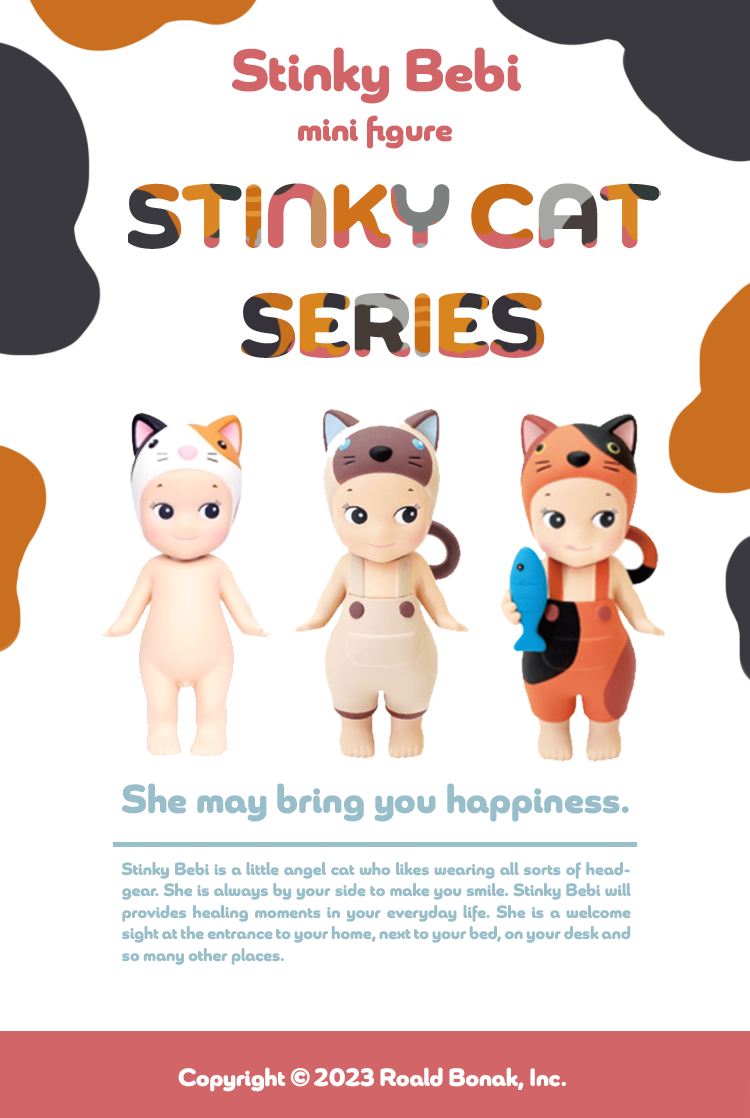 Stinky Bebi
mini figure
STINKY CAT
SERIES
She may bring you happiness.
Stinky Bebi is a little angel cat who likes wearing all sorts of head-
gear. She is always by your side to make you smile. Stinky Bebi will
provides healing moments in your everyday life. She is a welcome
sight at the entrance to your home, next to your bed, on your desk and
so many other places.
Copyright © 2023 Roald Bonak, Inc.